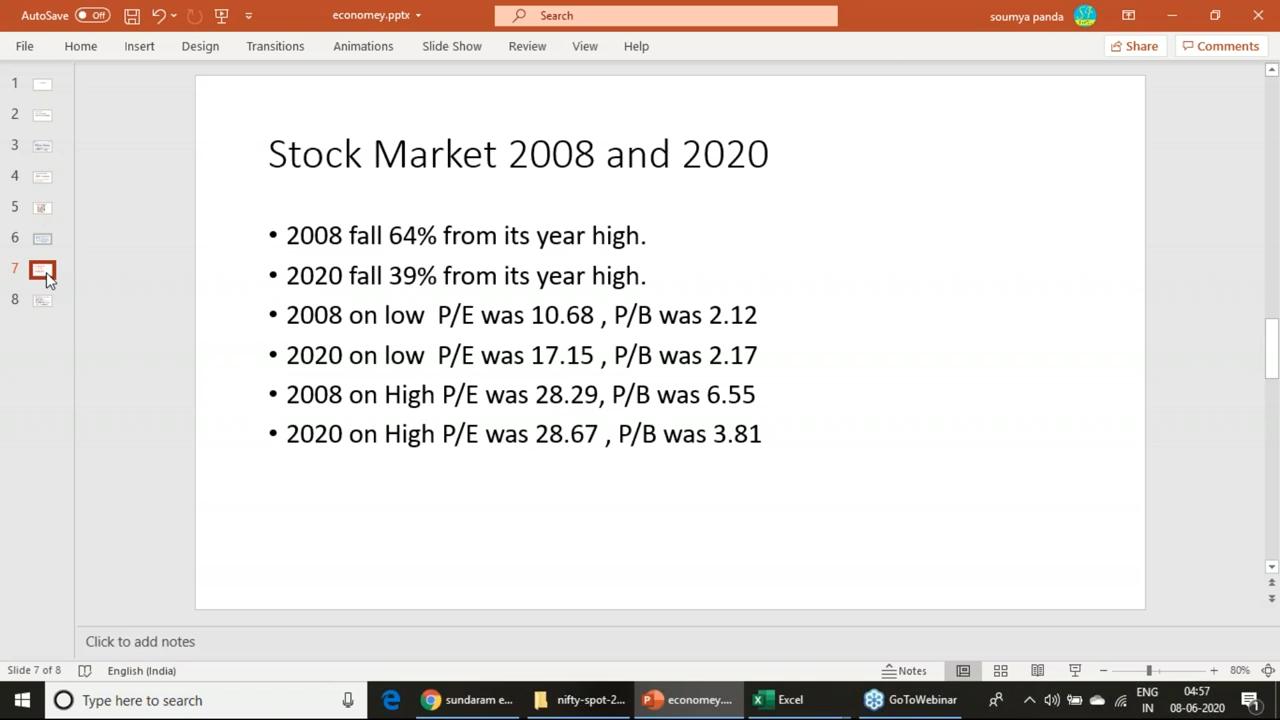 AutoSave Off economey.pptx Search soumya panda
File Home Insert Design Transitions Animations Slide Show Review View Help Share Comments
1
2
3
4
5
6
7
8
Stock Market 2008 and 2020
• 2008 fall 64% from its year high.
• 2020 fall 39% from its year high.
• 2008 on low P/E was 10.68 , P/B was 2.12
• 2020 on low P/E was 17.15 , P/B was 2.17
• 2008 on High P/E was 28.29, P/B was 6.55
• 2020 on High P/E was 28.67 , P/B was 3.81
Click to add notes
Slide 7 of 8 English (India) Notes 80%
Type here to search sundaram e... nifty-spot-2... economey.... Excel GoToWebinar ENG 04:57
IN 08-06-2020 1